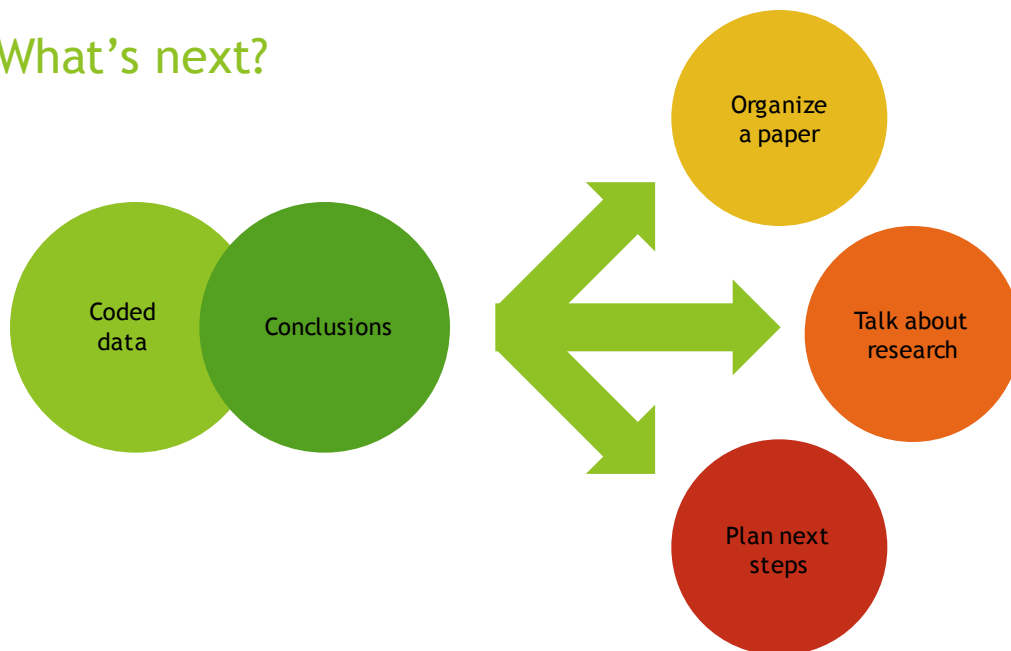 What's next?
Organize
a paper
Coded
data
Conclusions
Talk about
research
Plan next
steps